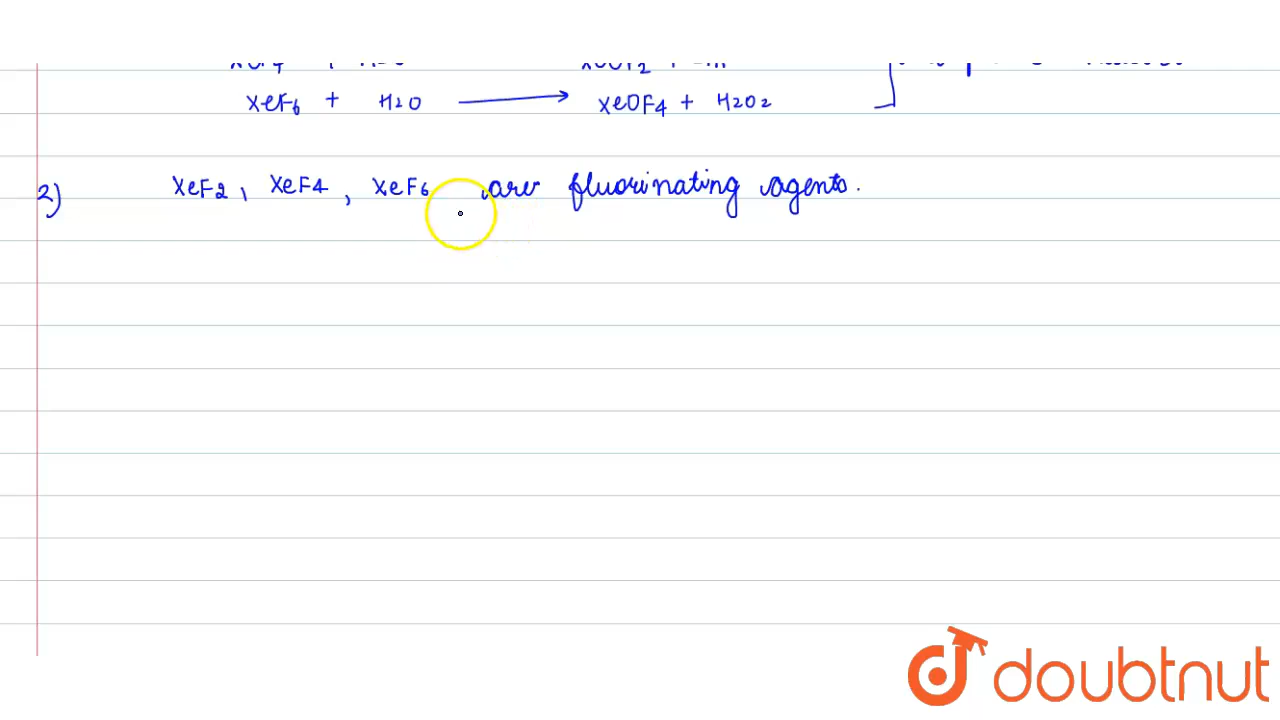 XeF6 + H2O → XeOF4 + H2O2
2) XeF2, XeF4, XeF6 are fluorinating agents.
doubtnut